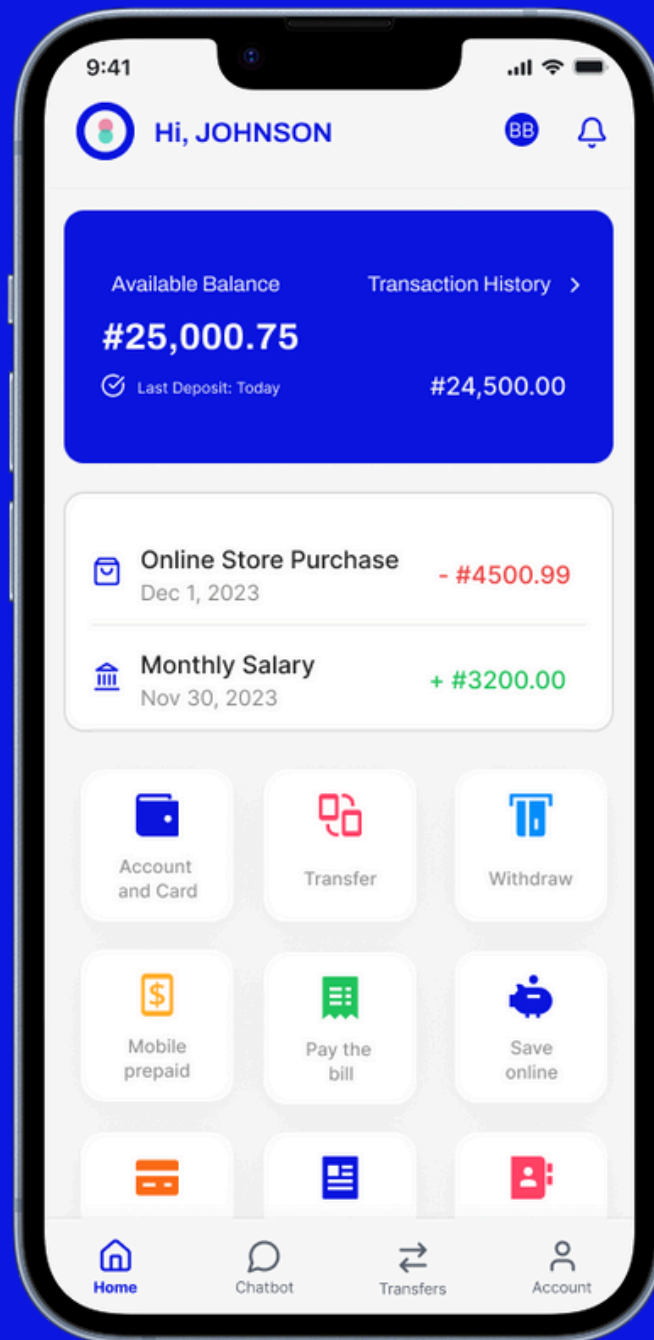 9:41
Hi, JOHNSON
BB
Available Balance
Transaction History >
#25,000.75
Last Deposit: Today
#24,500.00
Online Store Purchase
- #4500.99
Dec 1, 2023
Monthly Salary
+ #3200.00
Nov 30, 2023
Account
and Card
Transfer
Withdraw
$
Mobile
prepaid
Pay the
bill
Save
online
Home
Chatbot
Transfers
Account